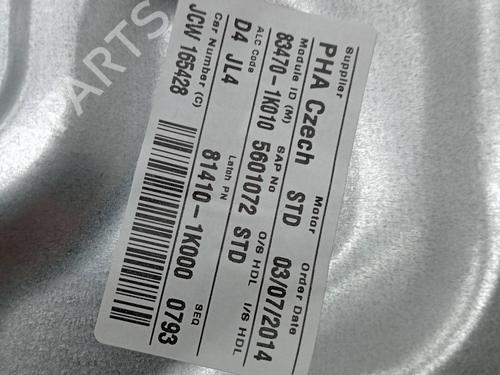 Supplier Motor Order Date
PHA Czech STD 03/07/2014
Module ID (M) SAP No O/S HDL I/S HDL
83470-1K010 5601072 STD
ALC Code Latch PN SEQ
D4 JL4 81410-1K000 0793
Car Number (C)
JCW 165428
B-PARTS